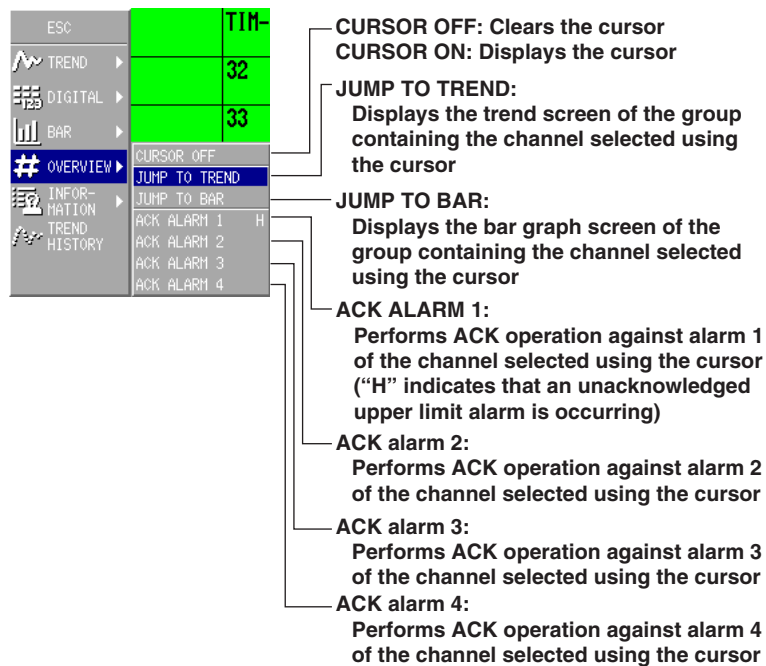 ESC
TREND
DIGITAL
123
BAR
OVERVIEW
INFOR-
MATION
TREND
HISTORY
TIM-
32
33
CURSOR OFF
JUMP TO TREND
JUMP TO BAR
ACK ALARM 1 H
ACK ALARM 2
ACK ALARM 3
ACK ALARM 4
CURSOR OFF: Clears the cursor
CURSOR ON: Displays the cursor
JUMP TO TREND:
Displays the trend screen of the group
containing the channel selected using
the cursor
JUMP TO BAR:
Displays the bar graph screen of the
group containing the channel selected
using the cursor
ACK ALARM 1:
Performs ACK operation against alarm 1
of the channel selected using the cursor
(“H” indicates that an unacknowledged
upper limit alarm is occurring)
ACK alarm 2:
Performs ACK operation against alarm 2
of the channel selected using the cursor
ACK alarm 3:
Performs ACK operation against alarm 3
of the channel selected using the cursor
ACK alarm 4:
Performs ACK operation against alarm 4
of the channel selected using the cursor